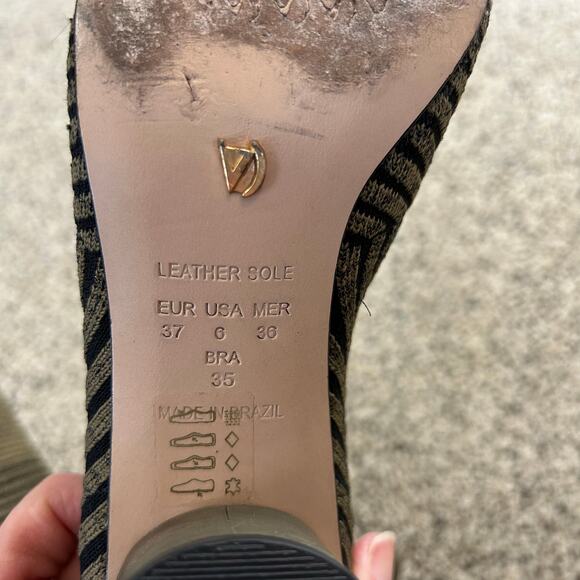 LEATHER SOLE
EUR USA MER
37 6 36
BRA
35
MADE IN BRAZIL